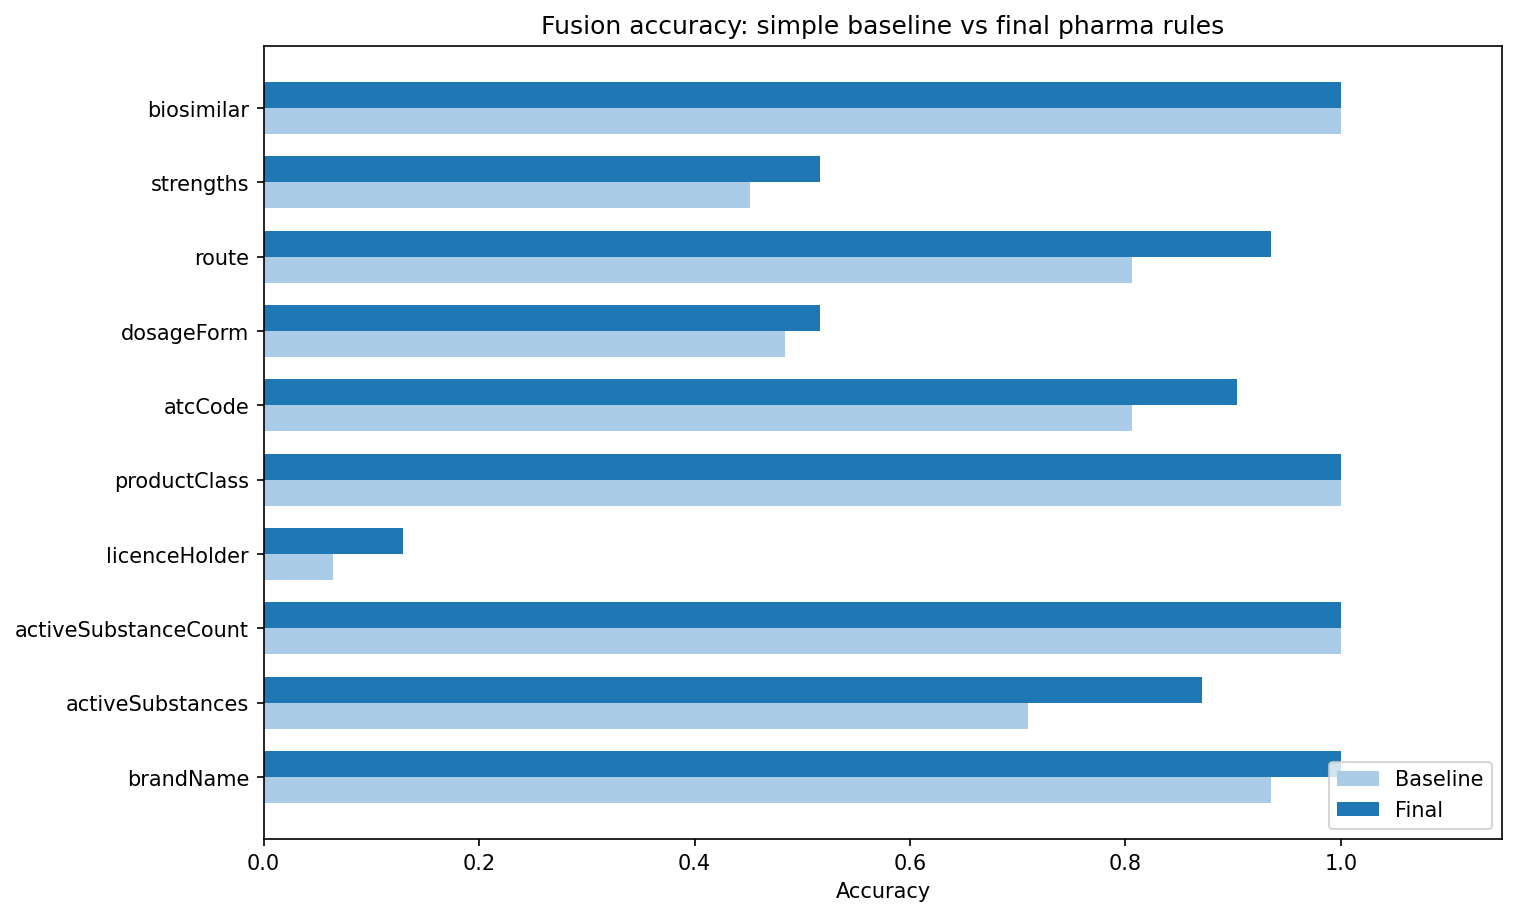 Fusion accuracy: simple baseline vs final pharma rules
biosimilar
strengths
route
dosageForm
atcCode
productClass
licenceHolder
activeSubstanceCount
activeSubstances
brandName
Baseline
Final
0.0 0.2 0.4 0.6 0.8 1.0
Accuracy